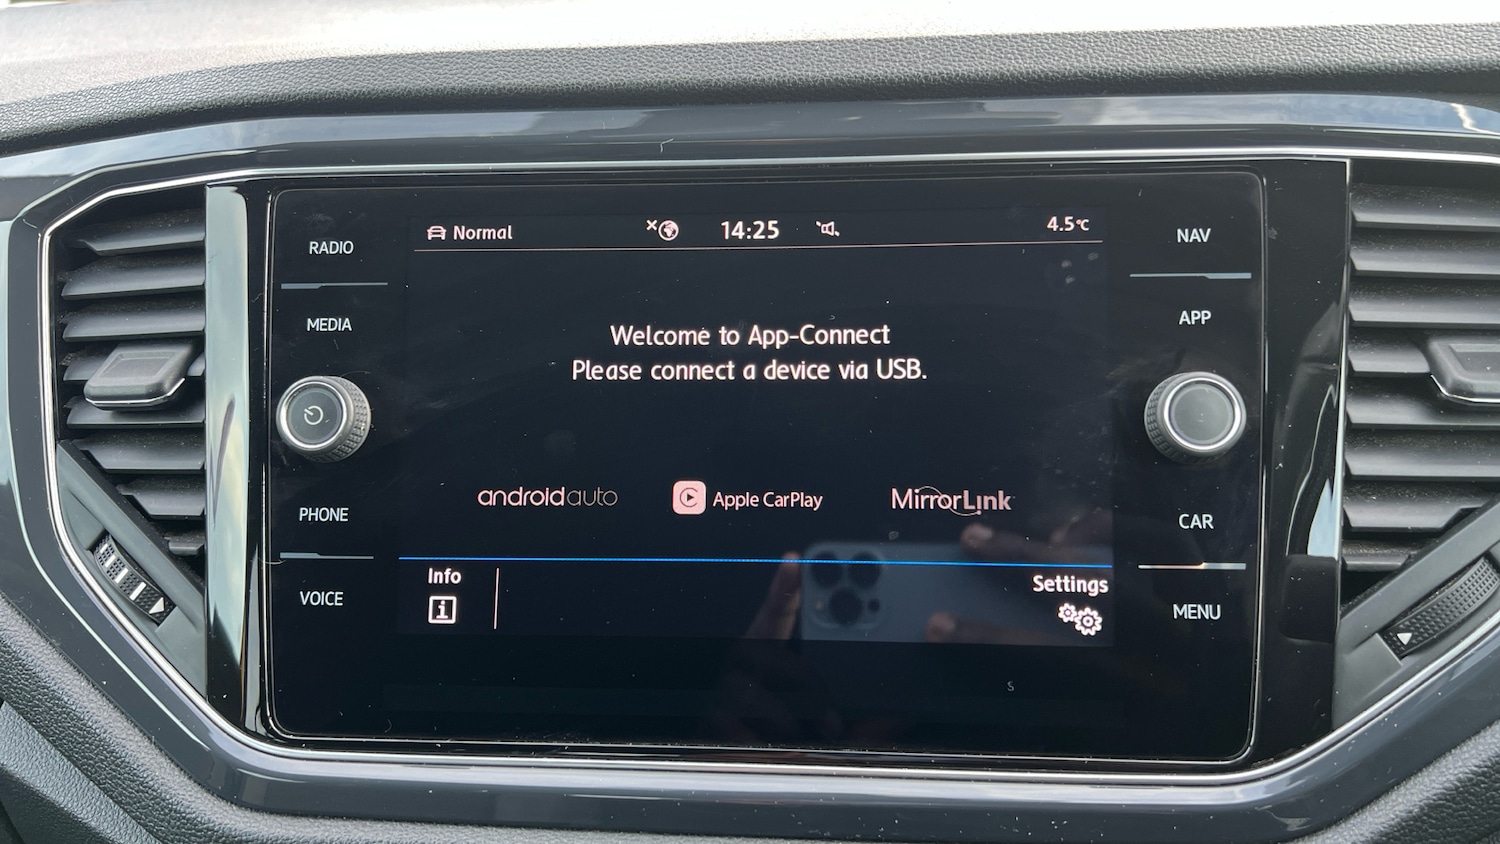 RADIO
MEDIA
PHONE
VOICE
Normal
14:25
4.5°C
Welcome to App-Connect
Please connect a device via USB.
androidauto
Apple CarPlay
MirrorLink
Info
i
Settings
NAV
APP
CAR
MENU